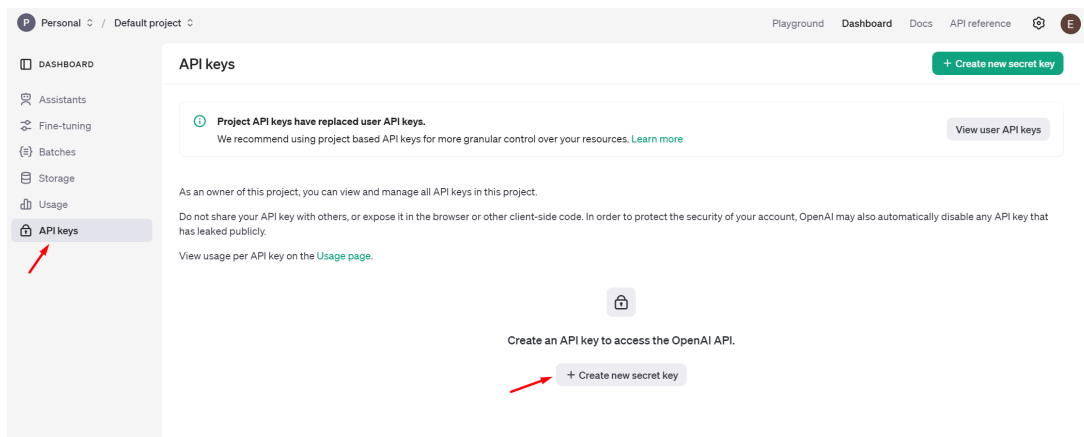 P Personal / Default project
Playground Dashboard Docs API reference E
DASHBOARD
Assistants
Fine-tuning
Batches
Storage
Usage
API keys
API keys
+ Create new secret key
Project API keys have replaced user API keys.
We recommend using project based API keys for more granular control over your resources. Learn more
View user API keys
As an owner of this project, you can view and manage all API keys in this project.
Do not share your API key with others, or expose it in the browser or other client-side code. In order to protect the security of your account, OpenAI may also automatically disable any API key that
has leaked publicly.
View usage per API key on the Usage page.
Create an API key to access the OpenAI API.
+ Create new secret key